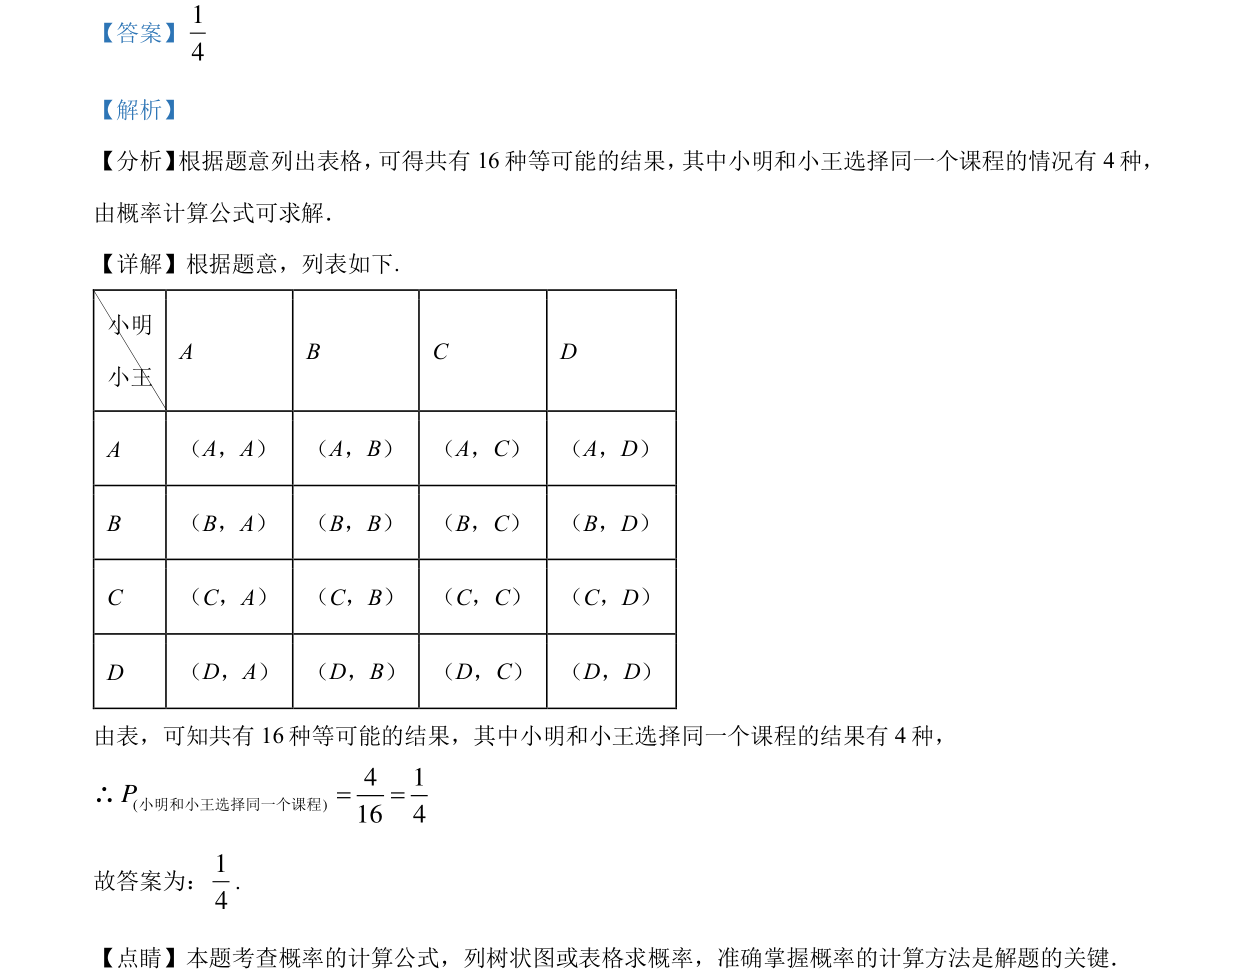 【答案】1/4
【解析】
【分析】根据题意列出表格，可得共有 16 种等可能的结果，其中小明和小王选择同一个课程的情况有 4 种，
由概率计算公式可求解．
【详解】根据题意，列表如下.
小明
小王
A B C D
A （A，A） （A，B） （A，C） （A，D）
B （B，A） （B，B） （B，C） （B，D）
C （C，A） （C，B） （C，C） （C，D）
D （D，A） （D，B） （D，C） （D，D）
由表，可知共有 16 种等可能的结果，其中小明和小王选择同一个课程的结果有 4 种，
∴ P(小明和小王选择同一个课程) = 4/16 = 1/4
故答案为：1/4．
【点睛】本题考查概率的计算公式，列树状图或表格求概率，准确掌握概率的计算方法是解题的关键．